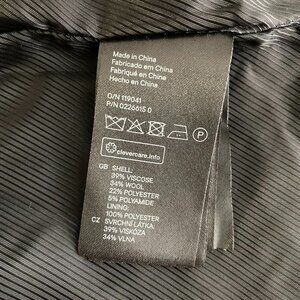 Made in China
Fabricado em China
Fabriqué en Chine
Hecho en China
O/N 119041
P/N 0226615 0
P
clevercare.info
GB SHELL:
39% VISCOSE
34% WOOL
22% POLYESTER
5% POLYAMIDE
LINING:
100% POLYESTER
CZ SVRCHNÍ LÁTKA:
39% VISKÓZA
34% VLNA